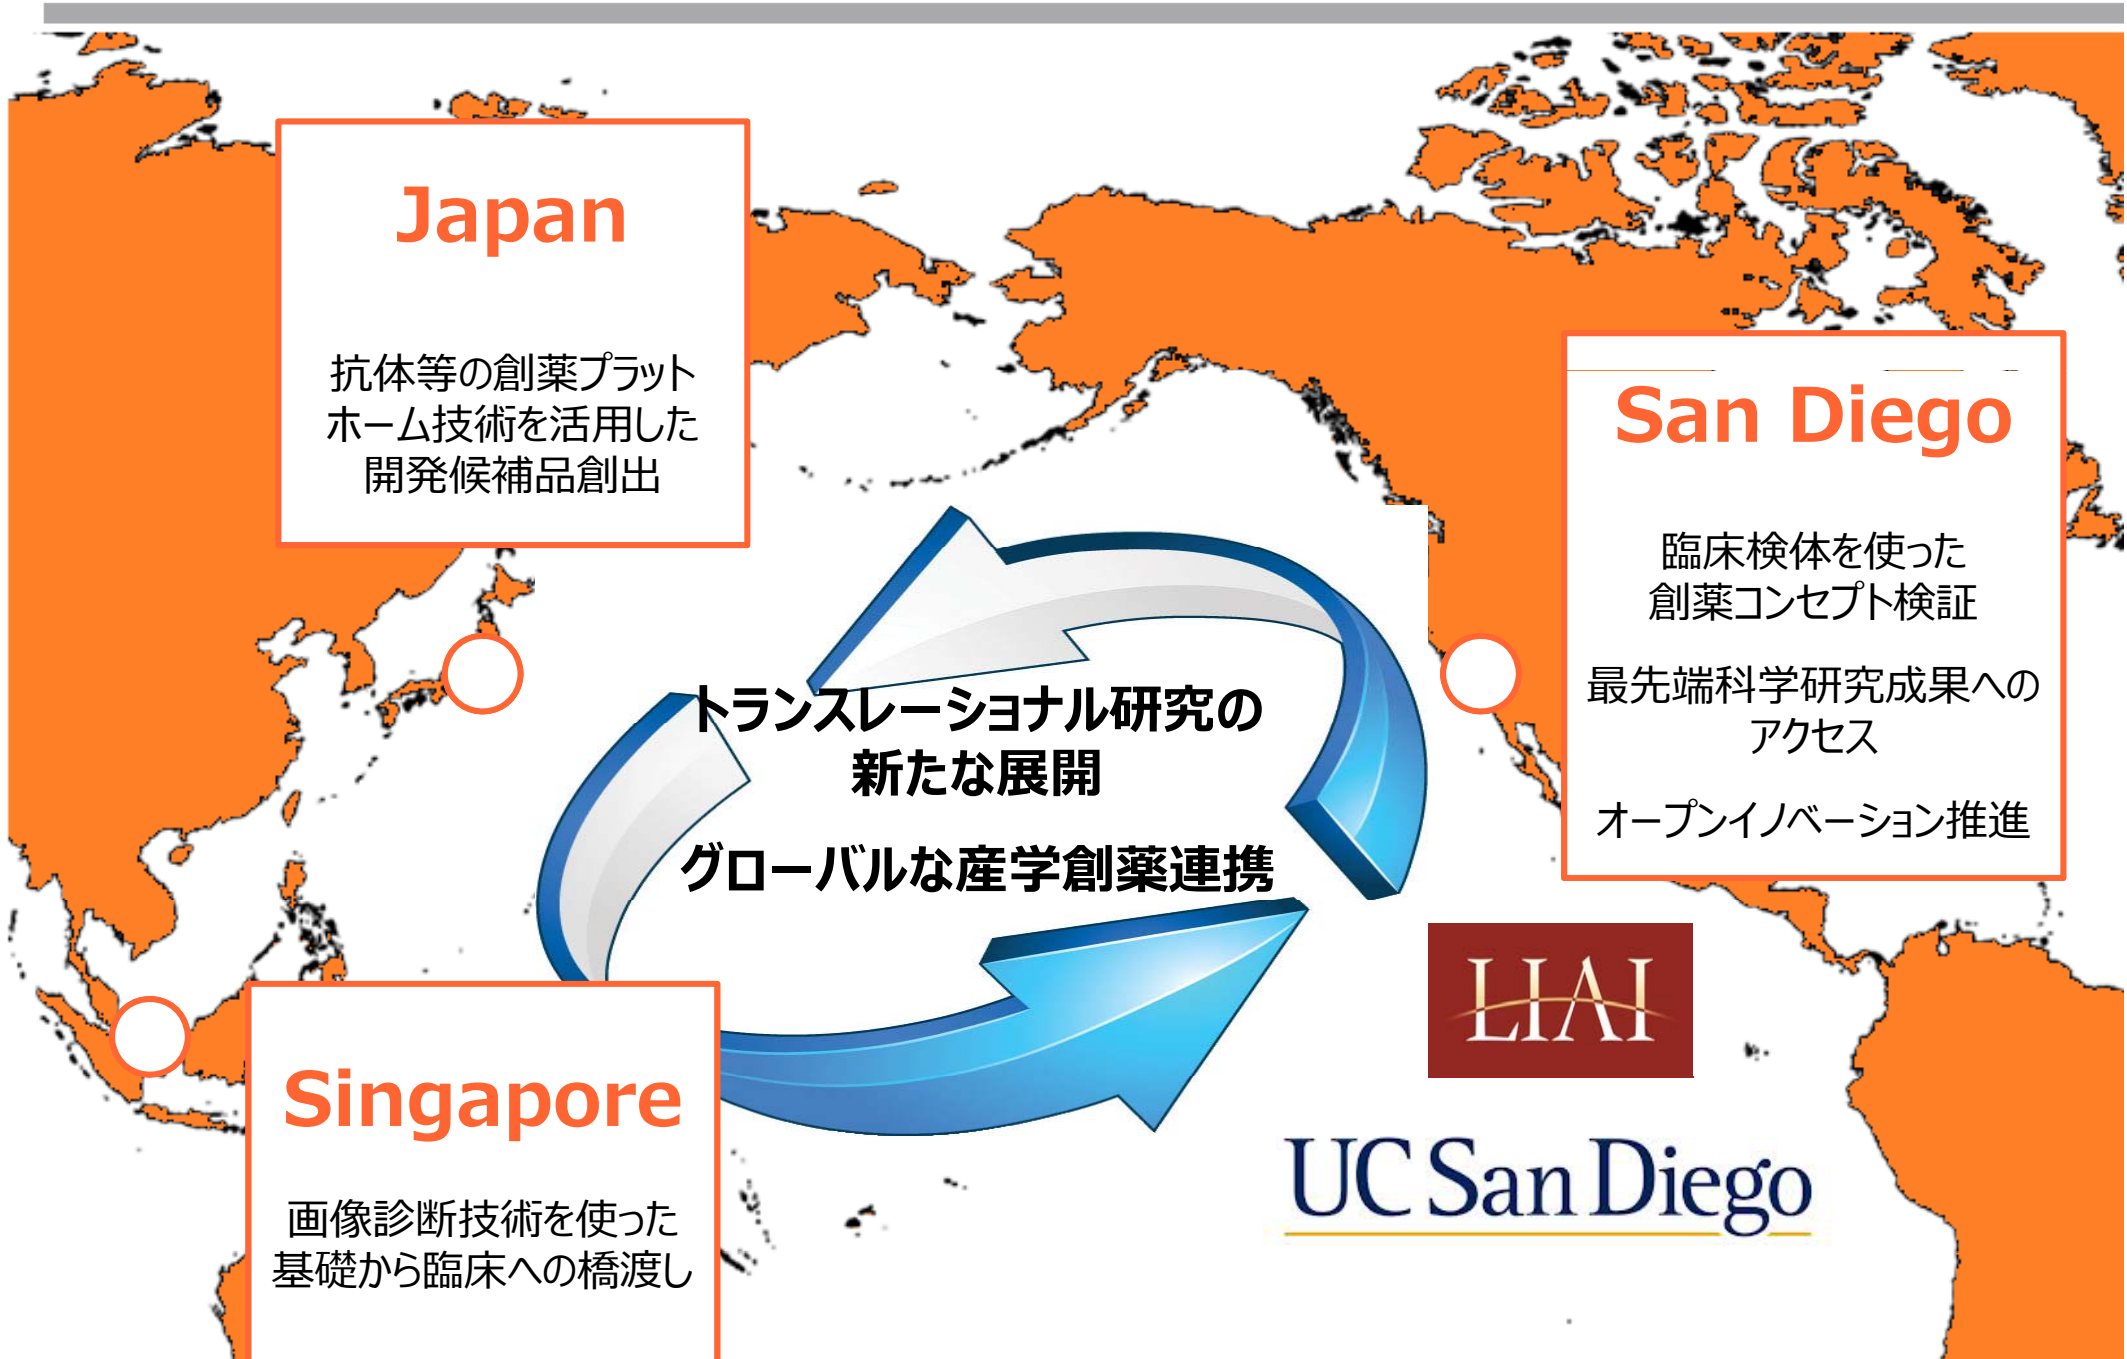 Japan
抗体等の創薬プラット
ホーム技術を活用した
開発候補品創出
San Diego
臨床検体を使った
創薬コンセプト検証
最先端科学研究成果への
アクセス
オープンイノベーション推進
トランスレーショナル研究の
新たな展開
グローバルな産学創薬連携
LIAI
UC San Diego
Singapore
画像診断技術を使った
基礎から臨床への橋渡し